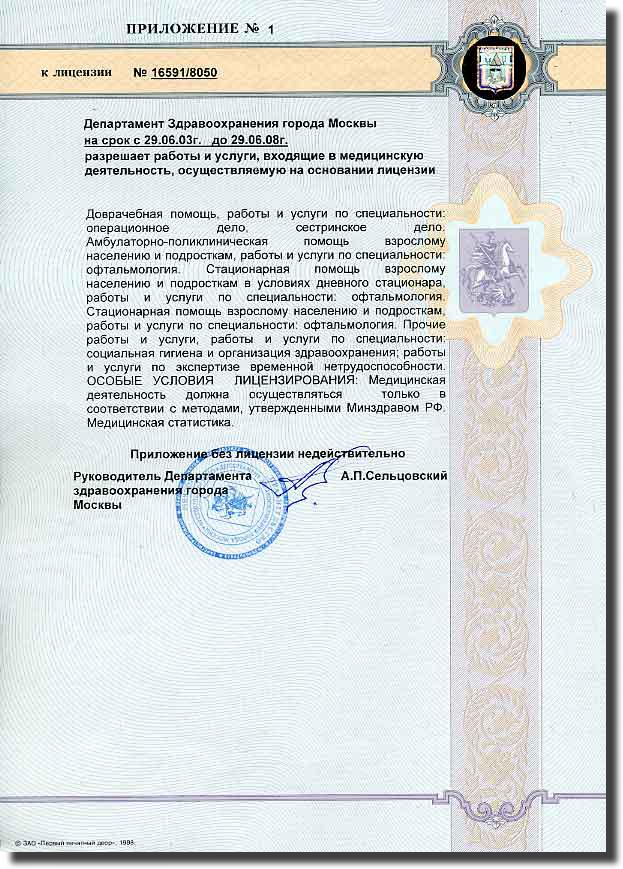 ПРИЛОЖЕНИЕ № 1
к лицензии № 16591/8050
Департамент Здравоохранения города Москвы
на срок с 29.06.03г. до 29.06.08г.
разрешает работы и услуги, входящие в медицинскую
деятельность, осуществляемую на основании лицензии
Доврачебная помощь, работы и услуги по специальности:
операционное дело, сестринское дело.
Амбулаторно-поликлиническая помощь взрослому
населению и подросткам, работы и услуги по специальности:
офтальмология. Стационарная помощь взрослому
населению и подросткам в условиях дневного стационара,
работы и услуги по специальности: офтальмология.
Стационарная помощь взрослому населению и подросткам,
работы и услуги по специальности: офтальмология. Прочие
работы и услуги, работы и услуги по специальности:
социальная гигиена и организация здравоохранения; работы
и услуги по экспертизе временной нетрудоспособности.
ОСОБЫЕ УСЛОВИЯ ЛИЦЕНЗИРОВАНИЯ: Медицинская
деятельность должна осуществляться только в
соответствии с методами, утвержденными Минздравом РФ.
Медицинская статистика.
Приложение без лицензии недействительно
Руководитель Департамента А.П.Сельцовский
здравоохранения города
Москвы
© ЗАО «Первый печатный двор», 1998.